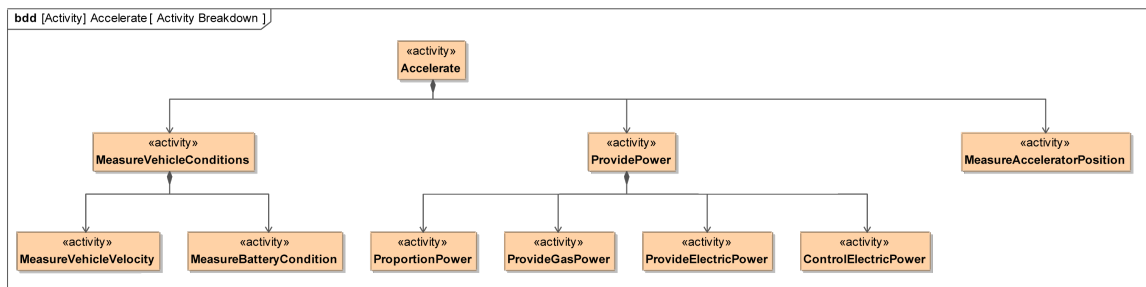 bdd [Activity] Accelerate [ Activity Breakdown ]
«activity»
Accelerate
«activity»
MeasureVehicleConditions
«activity»
ProvidePower
«activity»
MeasureAcceleratorPosition
«activity»
MeasureVehicleVelocity
«activity»
MeasureBatteryCondition
«activity»
ProportionPower
«activity»
ProvideGasPower
«activity»
ProvideElectricPower
«activity»
ControlElectricPower